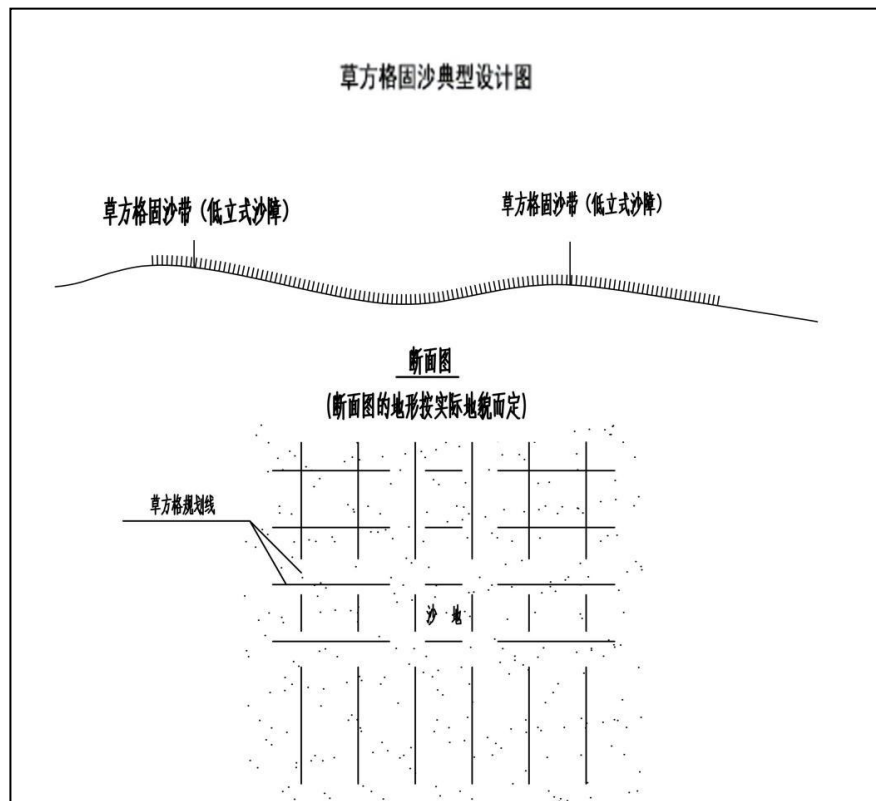 草方格固沙典型设计图
草方格固沙带（低立式沙障）
草方格固沙带（低立式沙障）
断面图
(断面图的地形按实际地貌而定)
草方格规划线
沙 地